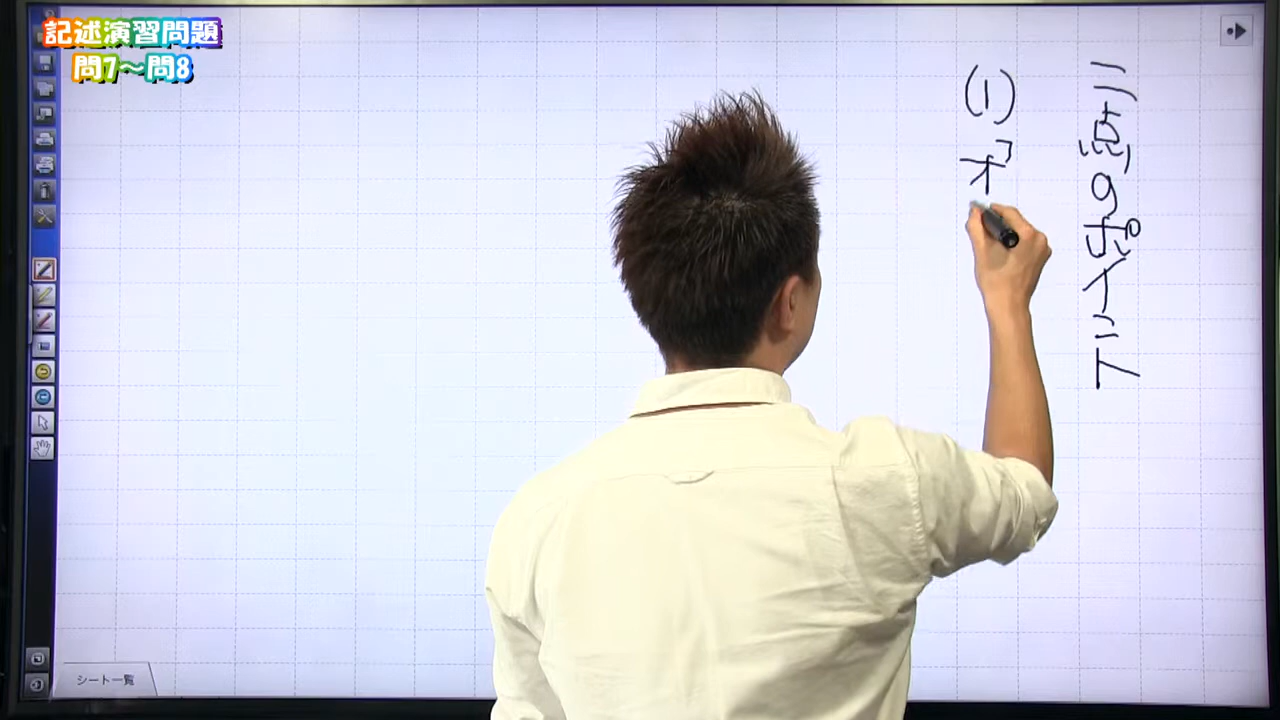 記述演習問題
問7～問8
二点のポイント
(1)「オ
シート一覧